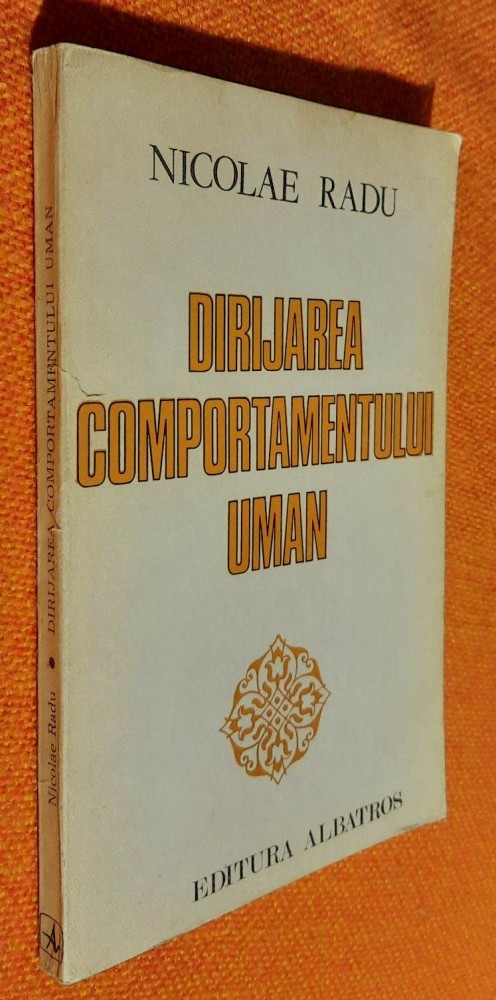 NICOLAE RADU
DIRIJAREA
COMPORTAMENTULUI
UMAN
EDITURA ALBATROS
Nicolae Radu • DIRIJAREA COMPORTAMENTULUI UMAN